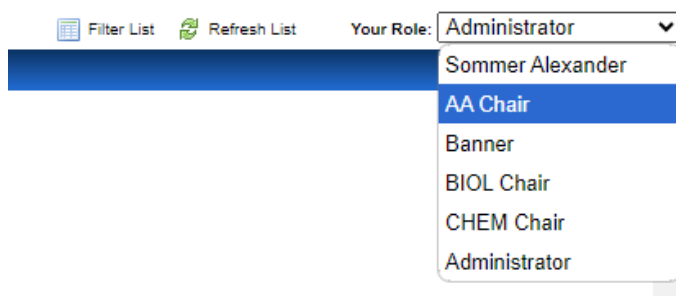 Filter List Refresh List Your Role: Administrator
Sommer Alexander
AA Chair
Banner
BIOL Chair
CHEM Chair
Administrator